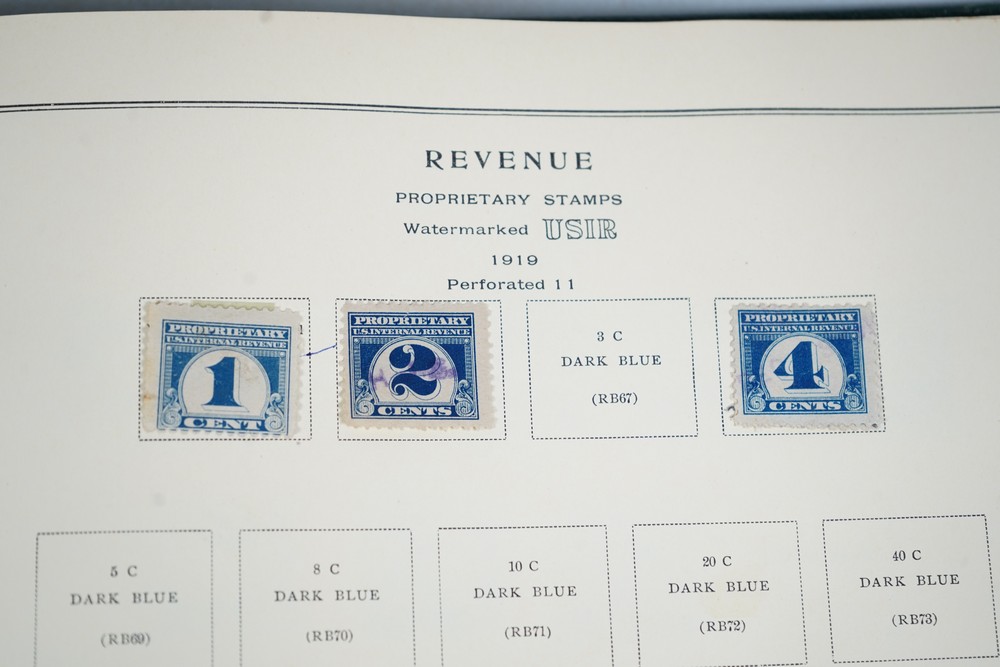 REVENUE
PROPRIETARY STAMPS
Watermarked USIR
1919
Perforated 11
PROPRIETARY
U.S. INTERNAL REVENUE
1
CENT
PROPRIETARY
U.S. INTERNAL REVENUE
2
CENTS
3 C
DARK BLUE
(RB67)
PROPRIETARY
U.S. INTERNAL REVENUE
4
CENTS
5 C
DARK BLUE
(RB69)
8 C
DARK BLUE
(RB70)
10 C
DARK BLUE
(RB71)
20 C
DARK BLUE
(RB72)
40 C
DARK BLUE
(RB73)